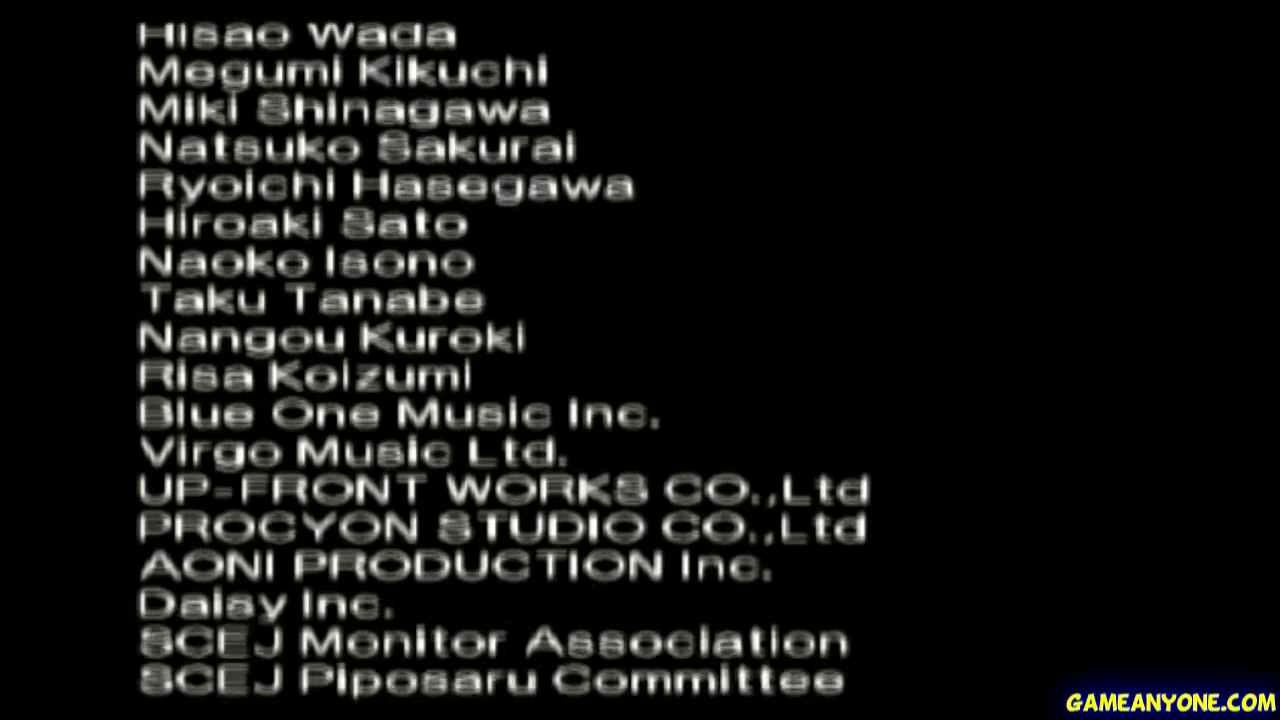 Hisao Wada
Megumi Kikuchi
Miki Shinagawa
Natsuko Sakurai
Ryoichi Hasegawa
Hiroaki Sato
Naoko Isono
Taku Tanabe
Nangou Kuroki
Risa Koizumi
Blue One Music Inc.
Virgo Music Ltd.
UP-FRONT WORKS CO.,Ltd
PROCYON STUDIO CO.,Ltd
AONI PRODUCTION Inc.
Daisy Inc.
SCEJ Monitor Association
SCEJ Piposaru Committee
GAMEANYONE.COM